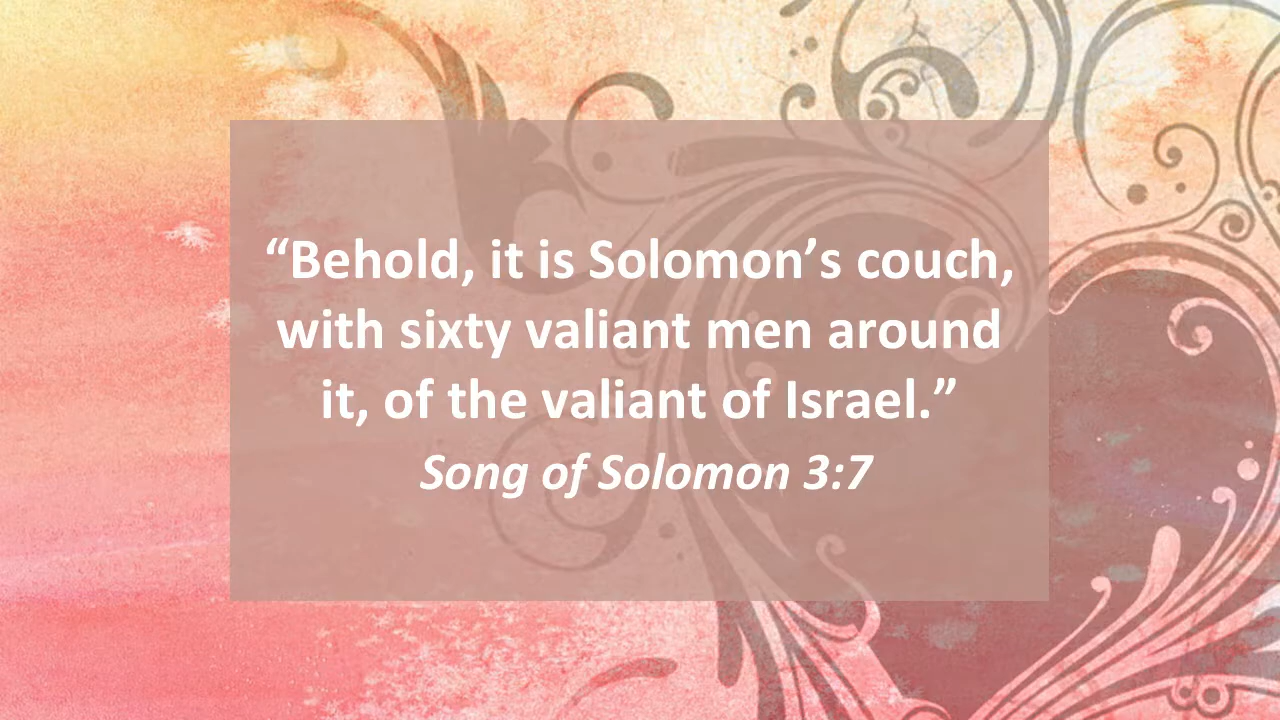 “Behold, it is Solomon’s couch,
with sixty valiant men around
it, of the valiant of Israel.”
Song of Solomon 3:7